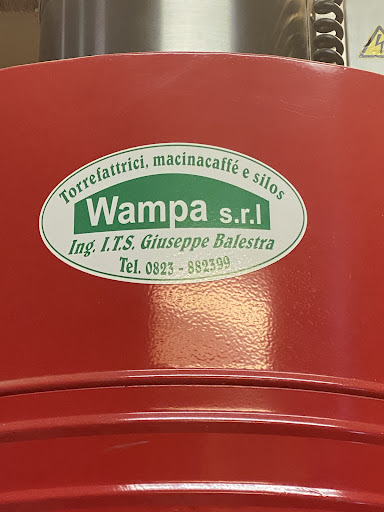 Torrefattrici, macinacaffé e silos
Wampa s.r.l
Ing. I.T.S. Giuseppe Balestra
Tel. 0823 - 882399